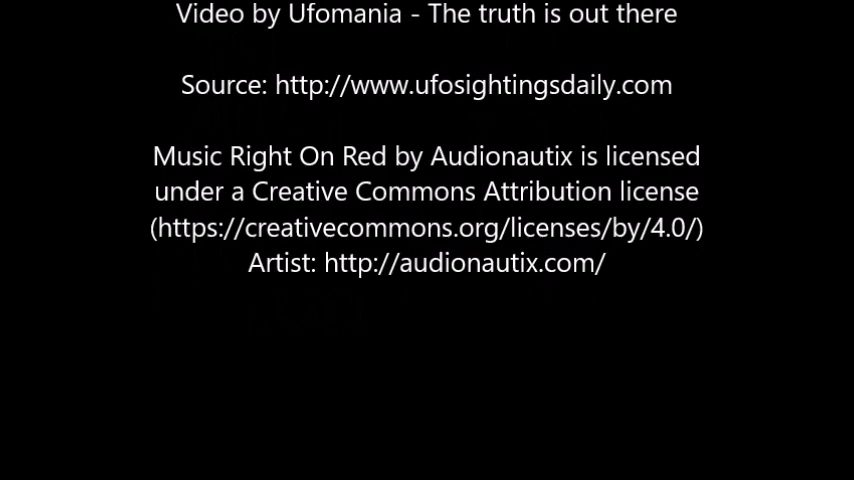 Video by Ufomania - The truth is out there
Source: http://www.ufosightingsdaily.com
Music Right On Red by Audionautix is licensed
under a Creative Commons Attribution license
(https://creativecommons.org/licenses/by/4.0/)
Artist: http://audionautix.com/